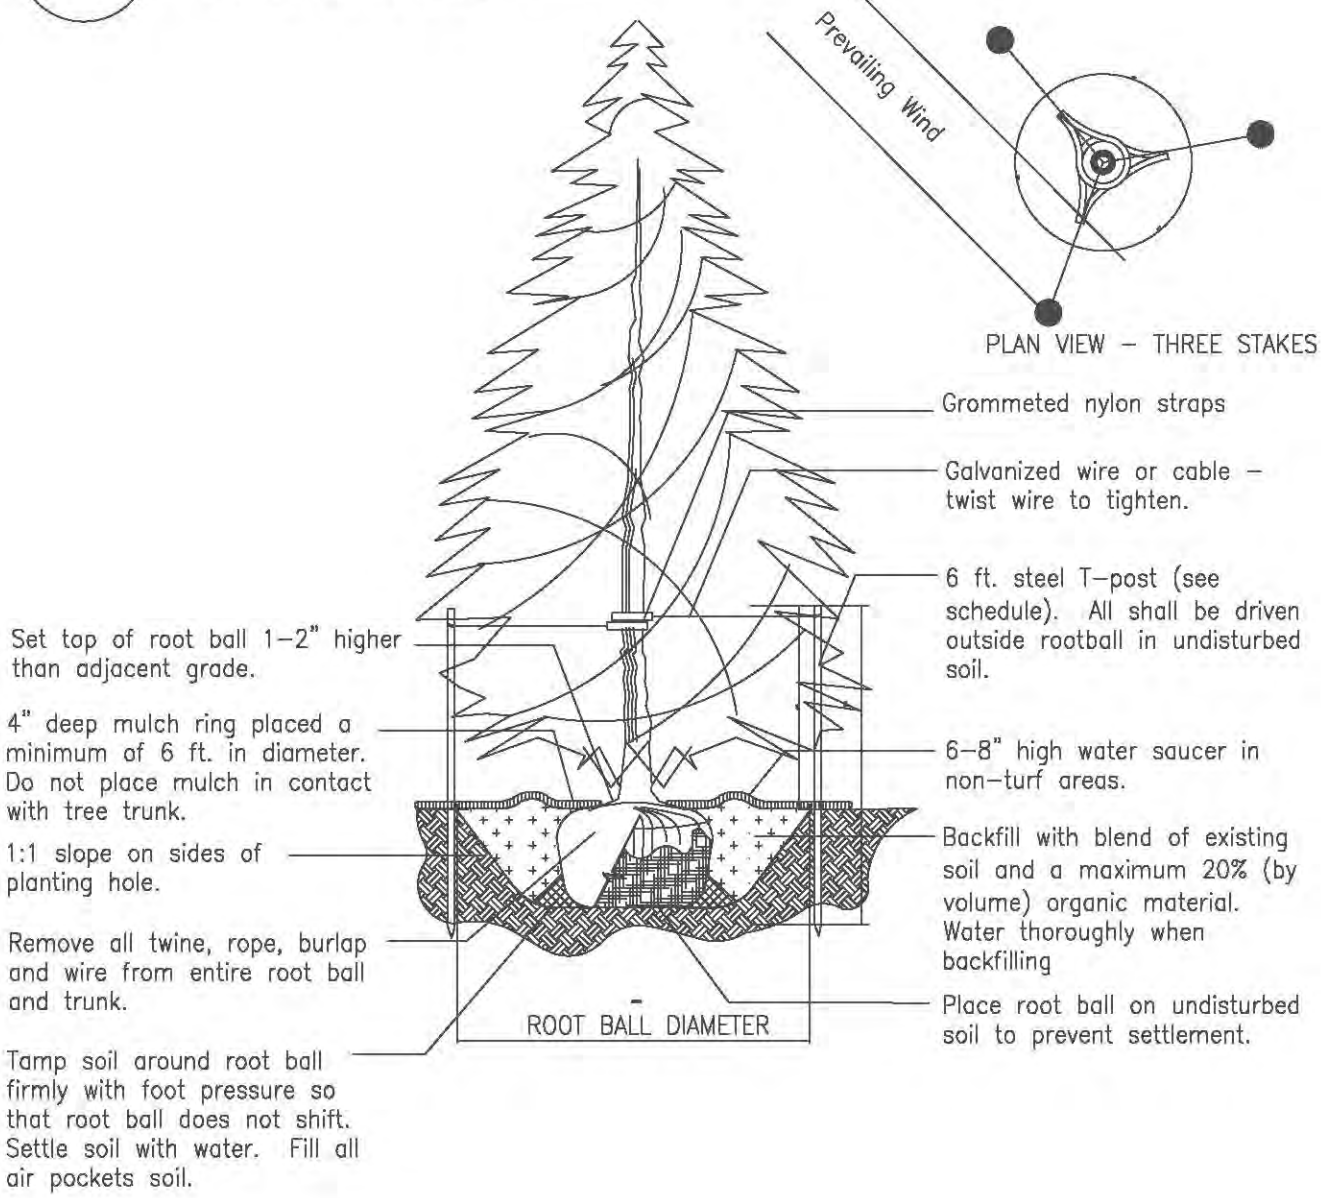 Prevailing Wind
PLAN VIEW – THREE STAKES
Grommeted nylon straps
Galvanized wire or cable –
twist wire to tighten.
6 ft. steel T–post (see
schedule). All shall be driven
outside rootball in undisturbed
soil.
6–8" high water saucer in
non–turf areas.
Backfill with blend of existing
soil and a maximum 20% (by
volume) organic material.
Water thoroughly when
backfilling
Place root ball on undisturbed
soil to prevent settlement.
Set top of root ball 1–2" higher
than adjacent grade.
4" deep mulch ring placed a
minimum of 6 ft. in diameter.
Do not place mulch in contact
with tree trunk.
1:1 slope on sides of
planting hole.
Remove all twine, rope, burlap
and wire from entire root ball
and trunk.
Tamp soil around root ball
firmly with foot pressure so
that root ball does not shift.
Settle soil with water. Fill all
air pockets soil.
ROOT BALL DIAMETER